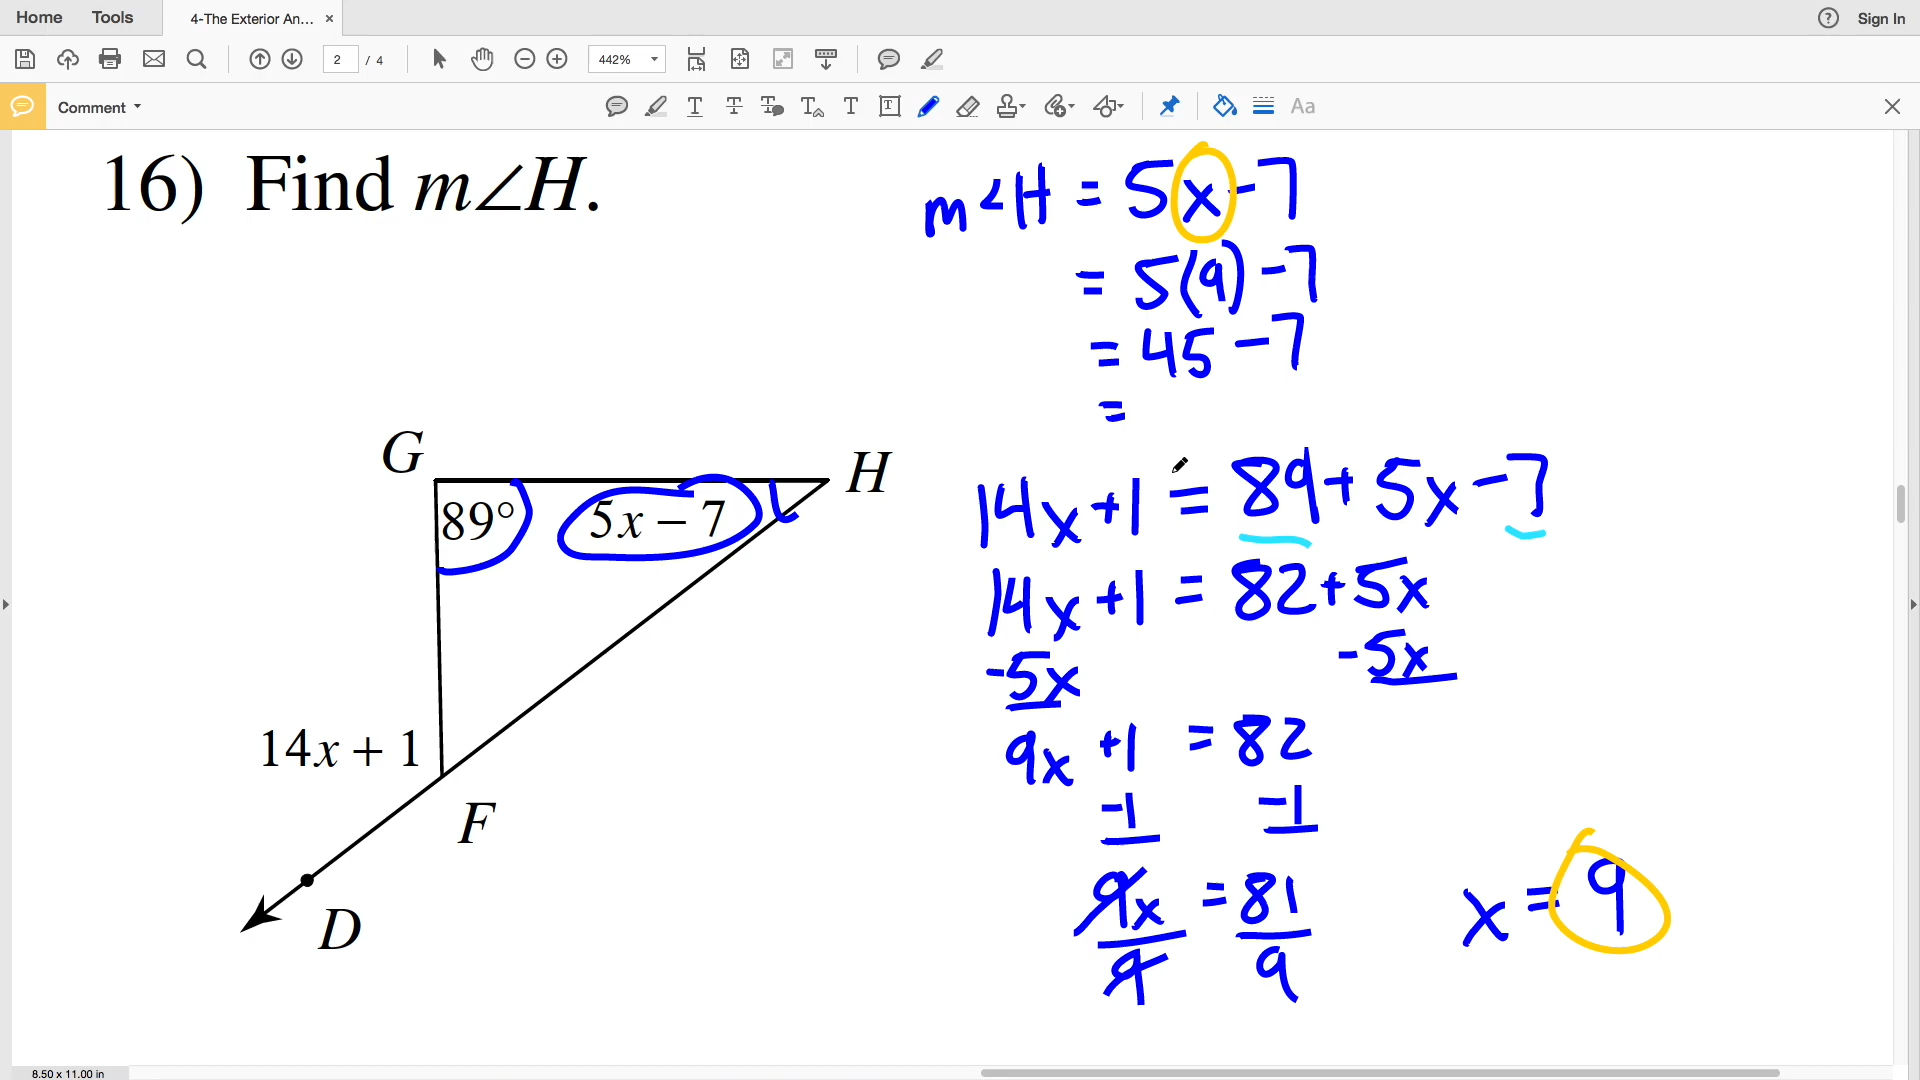 Home Tools 4-The Exterior An... × Sign In
2 / 4 442%
Comment Aa
16) Find m∠H.
m∠H = 5x-7
= 5(9)-7
= 45-7
=
G H
89° 5x – 7
14x + 1
F
D
14x+1 = 89+5x-7
14x+1 = 82+5x
-5x -5x
9x +1 = 82
-1 -1
9x = 81
9 9
x = 9
8.50 x 11.00 in